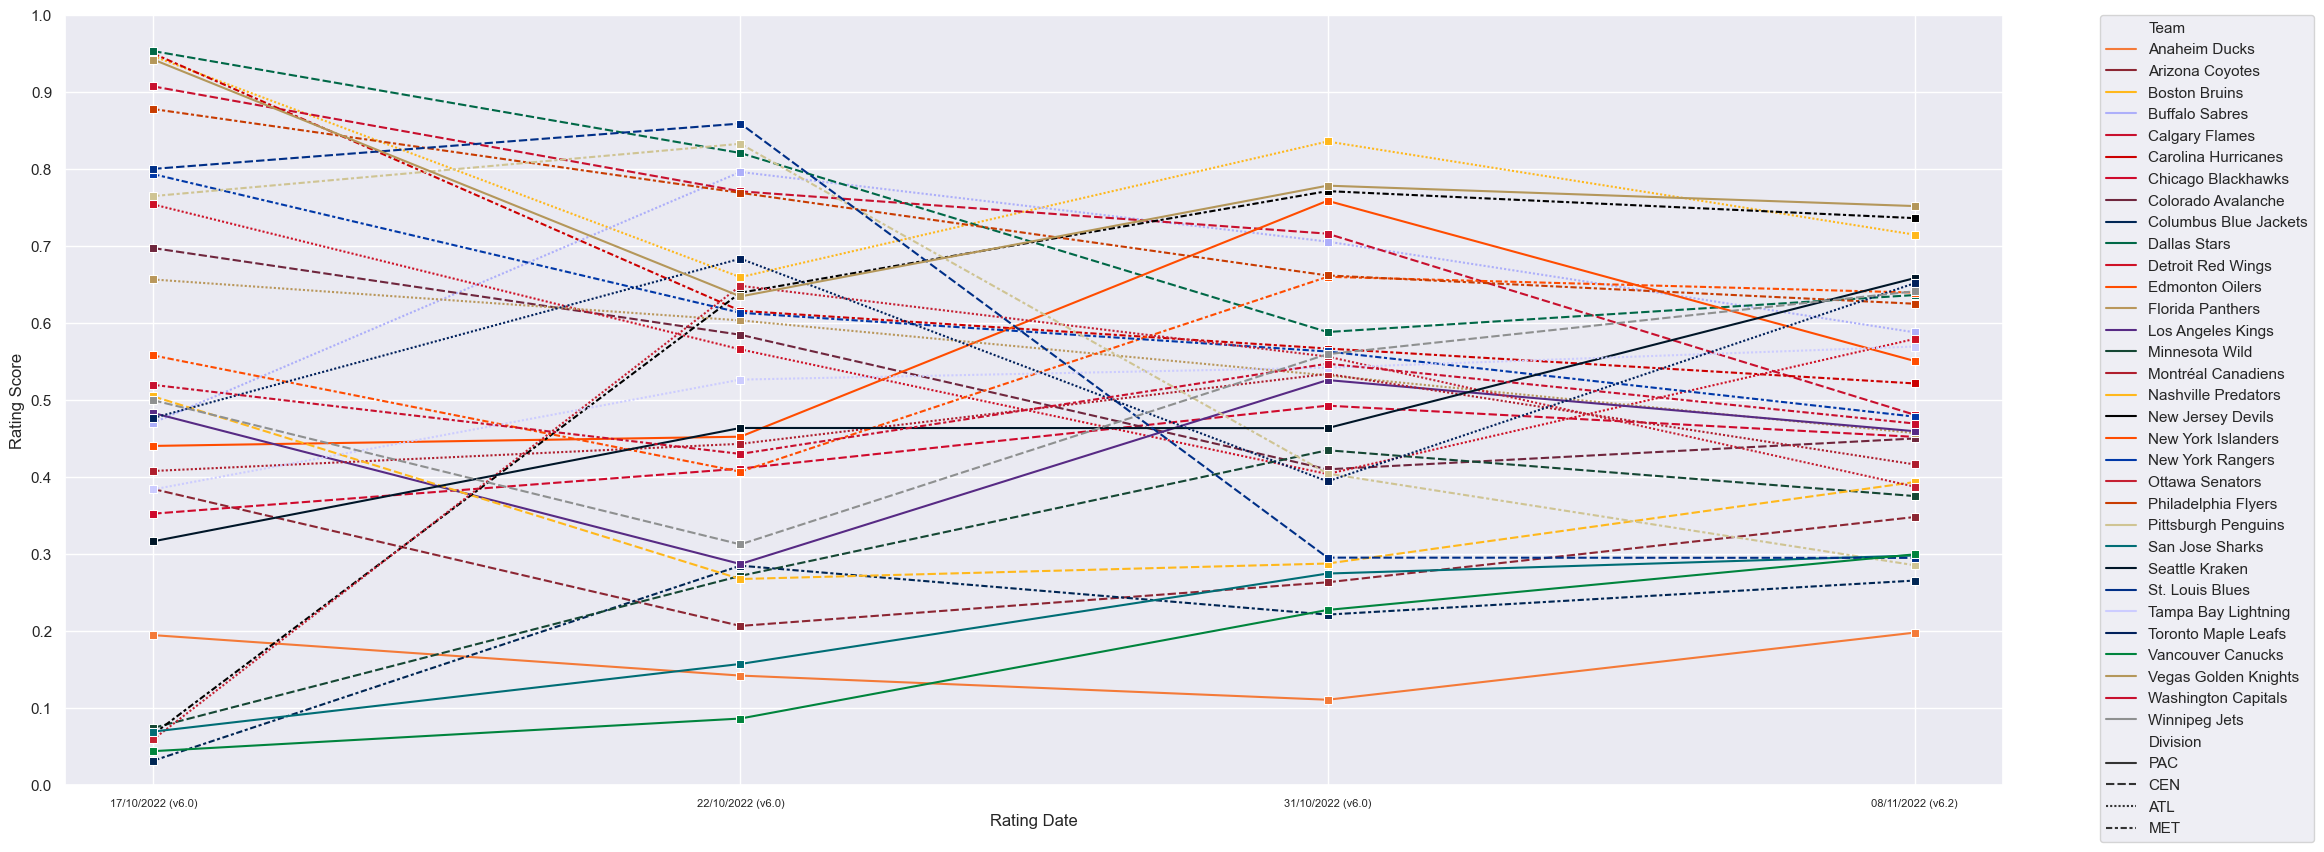 1.0
0.9
0.8
0.7
0.6
0.5
0.4
0.3
0.2
0.1
0.0
Rating Score
17/10/2022 (v6.0)
22/10/2022 (v6.0)
31/10/2022 (v6.0)
08/11/2022 (v6.2)
Rating Date
Team
Anaheim Ducks
Arizona Coyotes
Boston Bruins
Buffalo Sabres
Calgary Flames
Carolina Hurricanes
Chicago Blackhawks
Colorado Avalanche
Columbus Blue Jackets
Dallas Stars
Detroit Red Wings
Edmonton Oilers
Florida Panthers
Los Angeles Kings
Minnesota Wild
Montréal Canadiens
Nashville Predators
New Jersey Devils
New York Islanders
New York Rangers
Ottawa Senators
Philadelphia Flyers
Pittsburgh Penguins
San Jose Sharks
Seattle Kraken
St. Louis Blues
Tampa Bay Lightning
Toronto Maple Leafs
Vancouver Canucks
Vegas Golden Knights
Washington Capitals
Winnipeg Jets
Division
PAC
CEN
ATL
MET